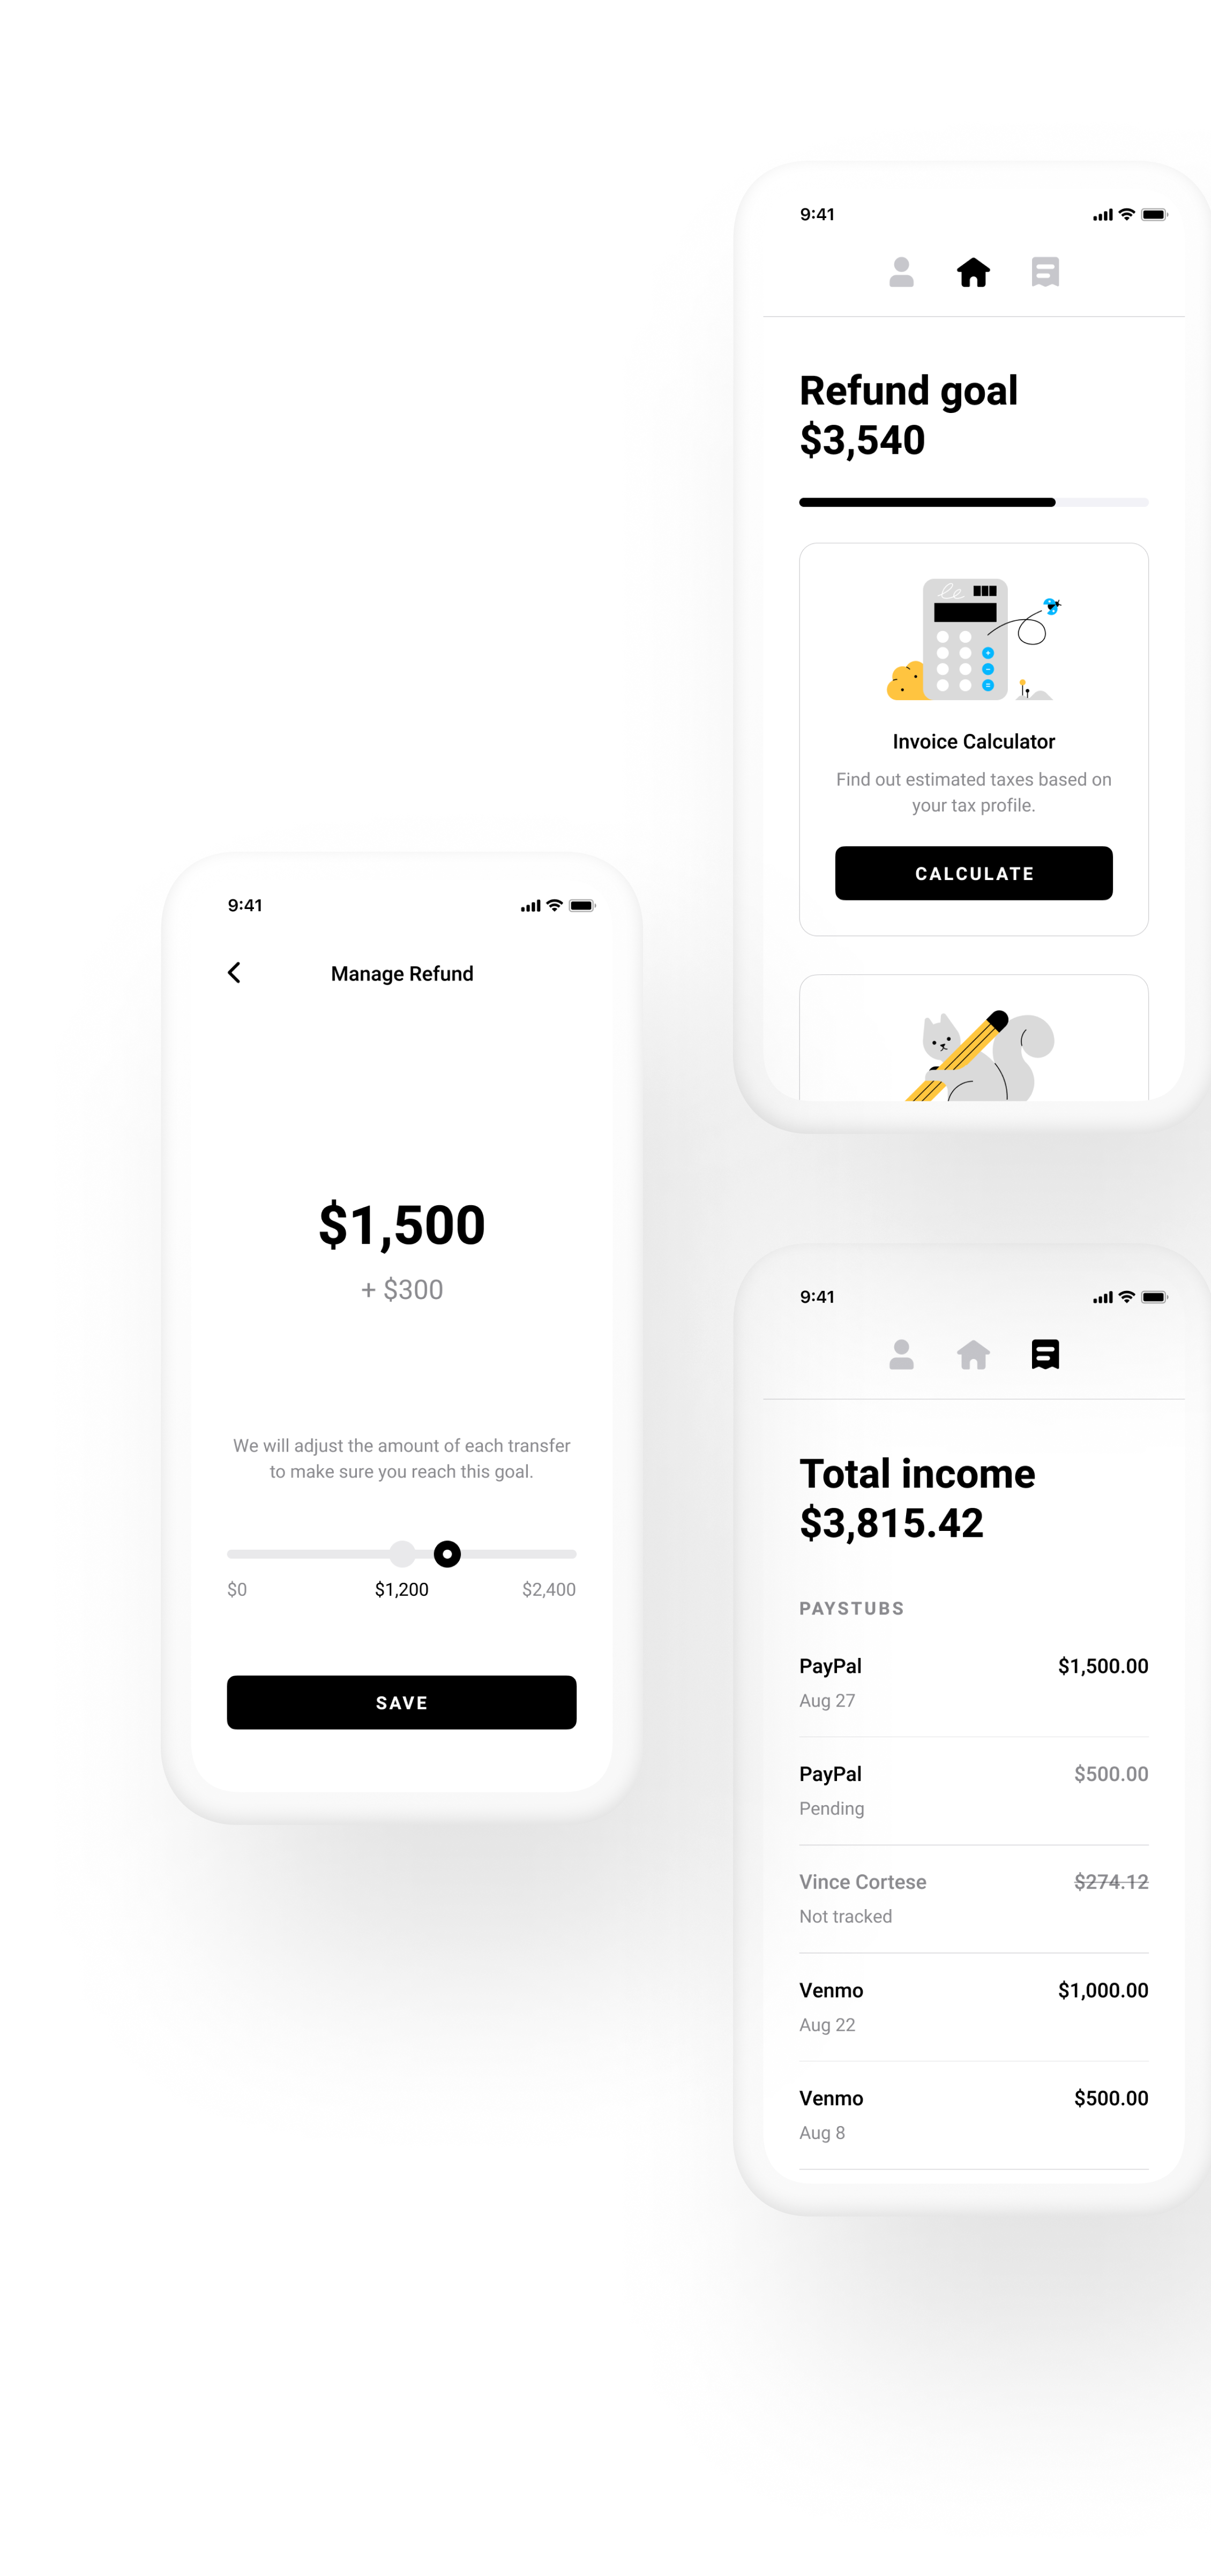 9:41
Refund goal
$3,540
le
Invoice Calculator
Find out estimated taxes based on
your tax profile.
CALCULATE
9:41
Manage Refund
$1,500
+ $300
We will adjust the amount of each transfer
to make sure you reach this goal.
$0 $1,200 $2,400
SAVE
9:41
Total income
$3,815.42
PAYSTUBS
PayPal $1,500.00
Aug 27
PayPal $500.00
Pending
Vince Cortese $274.12
Not tracked
Venmo $1,000.00
Aug 22
Venmo $500.00
Aug 8